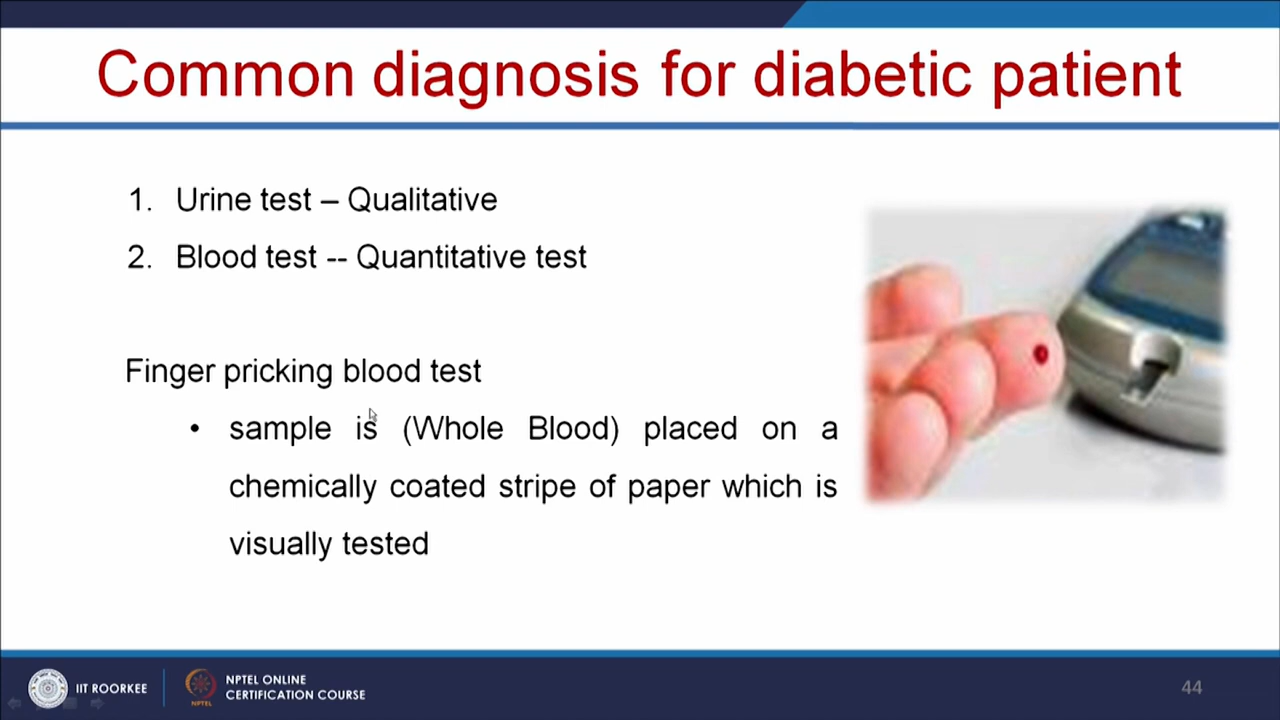 Common diagnosis for diabetic patient
1. Urine test – Qualitative
2. Blood test -- Quantitative test
Finger pricking blood test
• sample is (Whole Blood) placed on a
chemically coated stripe of paper which is
visually tested
IIT ROORKEE
NPTEL
NPTEL ONLINE
CERTIFICATION COURSE
44